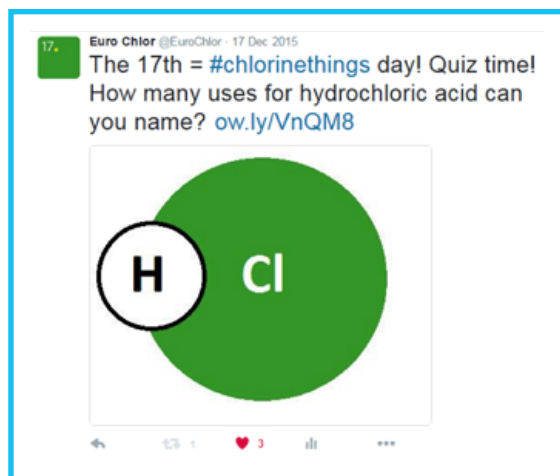 17.
Euro Chlor @EuroChlor · 17 Dec 2015
The 17th = #chlorinethings day! Quiz time!
How many uses for hydrochloric acid can
you name? ow.ly/VnQM8
H Cl
1 3